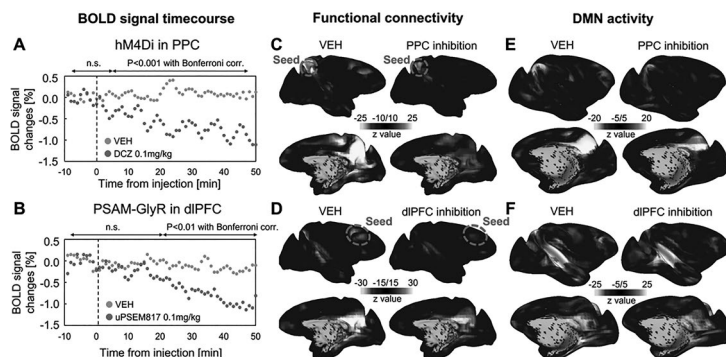 BOLD signal timecourse
Functional connectivity
DMN activity
A
hM4Di in PPC
n.s.
P<0.001 with Bonferroni corr.
BOLD signal
changes [%]
0.5
0.0
-0.5
-1.0
-1.5
VEH
DCZ 0.1mg/kg
-10 0 10 20 30 40 50
Time from injection [min]
B
PSAM-GlyR in dlPFC
n.s.
P<0.01 with Bonferroni corr.
BOLD signal
changes [%]
0.5
0.0
-0.5
-1.0
-1.5
VEH
uPSEM817 0.1mg/kg
-10 0 10 20 30 40 50
Time from injection [min]
C
VEH
PPC inhibition
Seed
Seed
-25 -10/10 25
z value
D
VEH
dlPFC inhibition
Seed
Seed
-30 -15/15 30
z value
E
VEH
PPC inhibition
-20 -5/5 20
z value
F
VEH
dlPFC inhibition
-25 -5/5 25
z value